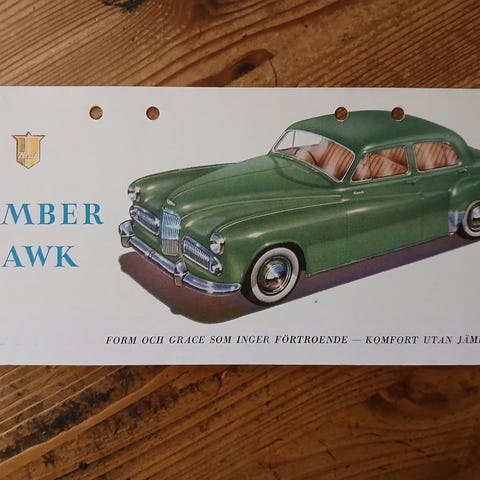 MBER
AWK
FORM OCH GRACE SOM INGER FÖRTROENDE — KOMFORT UTAN JÄM